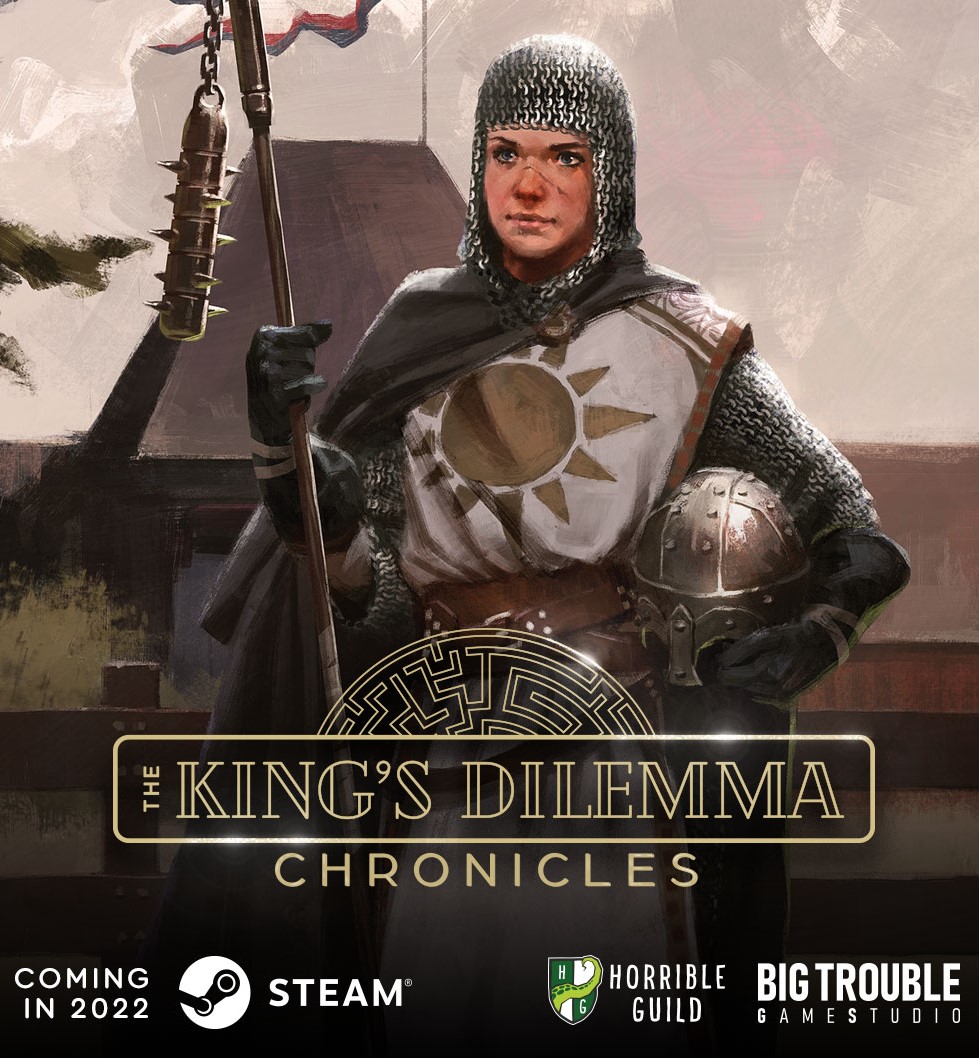 THE KING'S DILEMMA
CHRONICLES
COMING
IN 2022
STEAM®
H G
HORRIBLE
GUILD
BIG TROUBLE
GAMESTUDIO